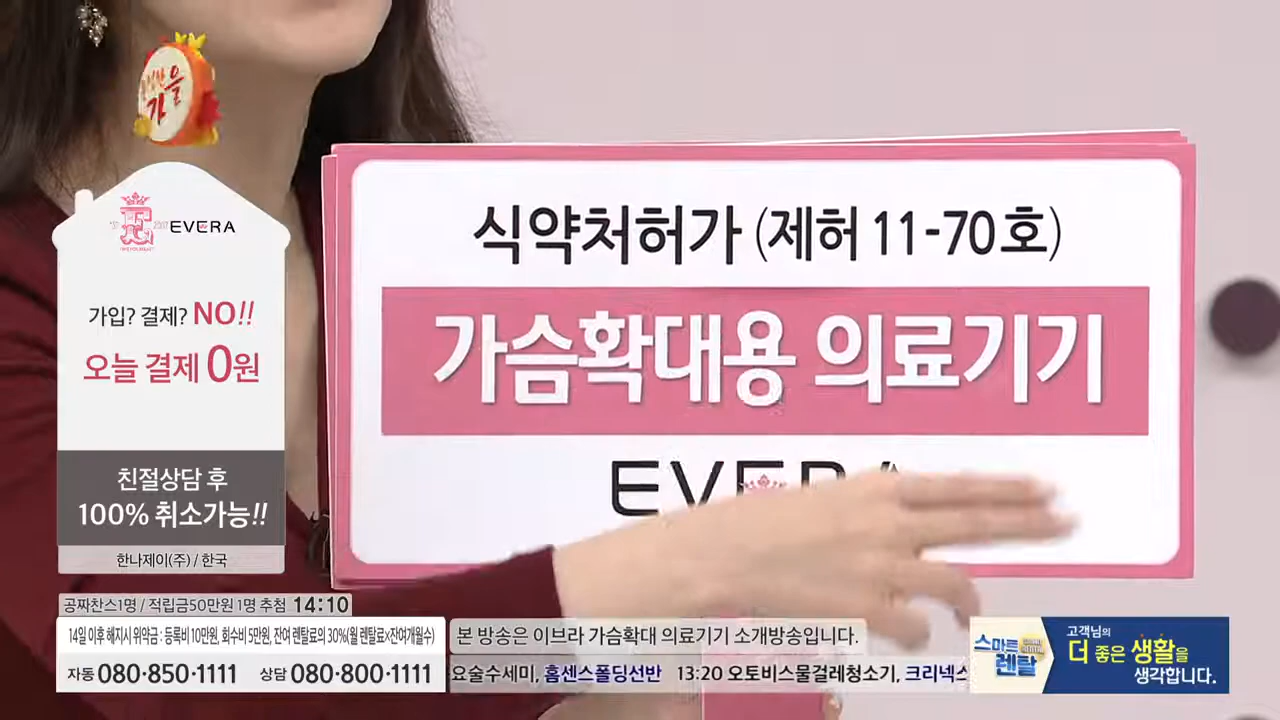 가을
EVERA
가입? 결제? NO!!
오늘 결제 0원
친절상담 후
100% 취소가능!!
한나제이(주) / 한국
식약처허가 (제허 11-70호)
가슴확대용 의료기기
EVERA
공짜찬스1명 / 적립금50만원 1명 추첨 14:10
14일 이후 해지시 위약금 : 등록비 10만원, 회수비 5만원, 잔여 렌탈료의 30%(월 렌탈료x잔여개월수)
자동 080·850·1111 상담 080·800·1111
본 방송은 이브라 가슴확대 의료기기 소개방송입니다.
요술수세미, 홈센스폴딩선반 13:20 오토비스물걸레청소기, 크리넥스
스마트
렌탈
고객님의
더 좋은 생활을
생각합니다.